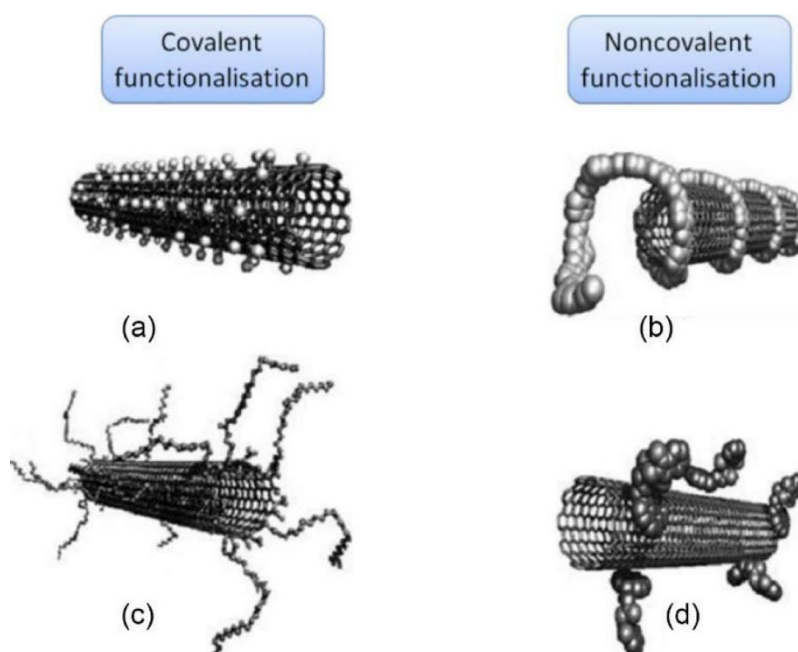 Covalent
functionalisation
Noncovalent
functionalisation
(a)
(b)
(c)
(d)